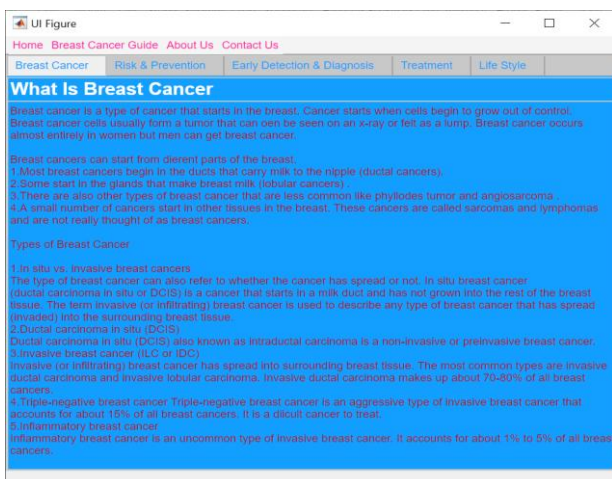 UI Figure
Home Breast Cancer Guide About Us Contact Us
Breast Cancer Risk & Prevention Early Detection & Diagnosis Treatment Life Style
What Is Breast Cancer
Breast cancer is a type of cancer that starts in the breast. Cancer starts when cells begin to grow out of control.
Breast cancer cells usually form a tumor that can oen be seen on an x-ray or felt as a lump. Breast cancer occurs
almost entirely in women but men can get breast cancer.
Breast cancers can start from dierent parts of the breast.
1.Most breast cancers begin in the ducts that carry milk to the nipple (ductal cancers).
2.Some start in the glands that make breast milk (lobular cancers) .
3.There are also other types of breast cancer that are less common like phyllodes tumor and angiosarcoma .
4.A small number of cancers start in other tissues in the breast. These cancers are called sarcomas and lymphomas
and are not really thought of as breast cancers.
Types of Breast Cancer
1.In situ vs. invasive breast cancers
The type of breast cancer can also refer to whether the cancer has spread or not. In situ breast cancer
(ductal carcinoma in situ or DCIS) is a cancer that starts in a milk duct and has not grown into the rest of the breast
tissue. The term invasive (or infiltrating) breast cancer is used to describe any type of breast cancer that has spread
(invaded) into the surrounding breast tissue.
2.Ductal carcinoma in situ (DCIS)
Ductal carcinoma in situ (DCIS) also known as intraductal carcinoma is a non-invasive or preinvasive breast cancer.
3.Invasive breast cancer (ILC or IDC)
Invasive (or infiltrating) breast cancer has spread into surrounding breast tissue. The most common types are invasive
ductal carcinoma and invasive lobular carcinoma. Invasive ductal carcinoma makes up about 70-80% of all breast
cancers.
4.Triple-negative breast cancer Triple-negative breast cancer is an aggressive type of invasive breast cancer that
accounts for about 15% of all breast cancers. It is a diicult cancer to treat.
5.Inflammatory breast cancer
Inflammatory breast cancer is an uncommon type of invasive breast cancer. It accounts for about 1% to 5% of all breas
cancers.